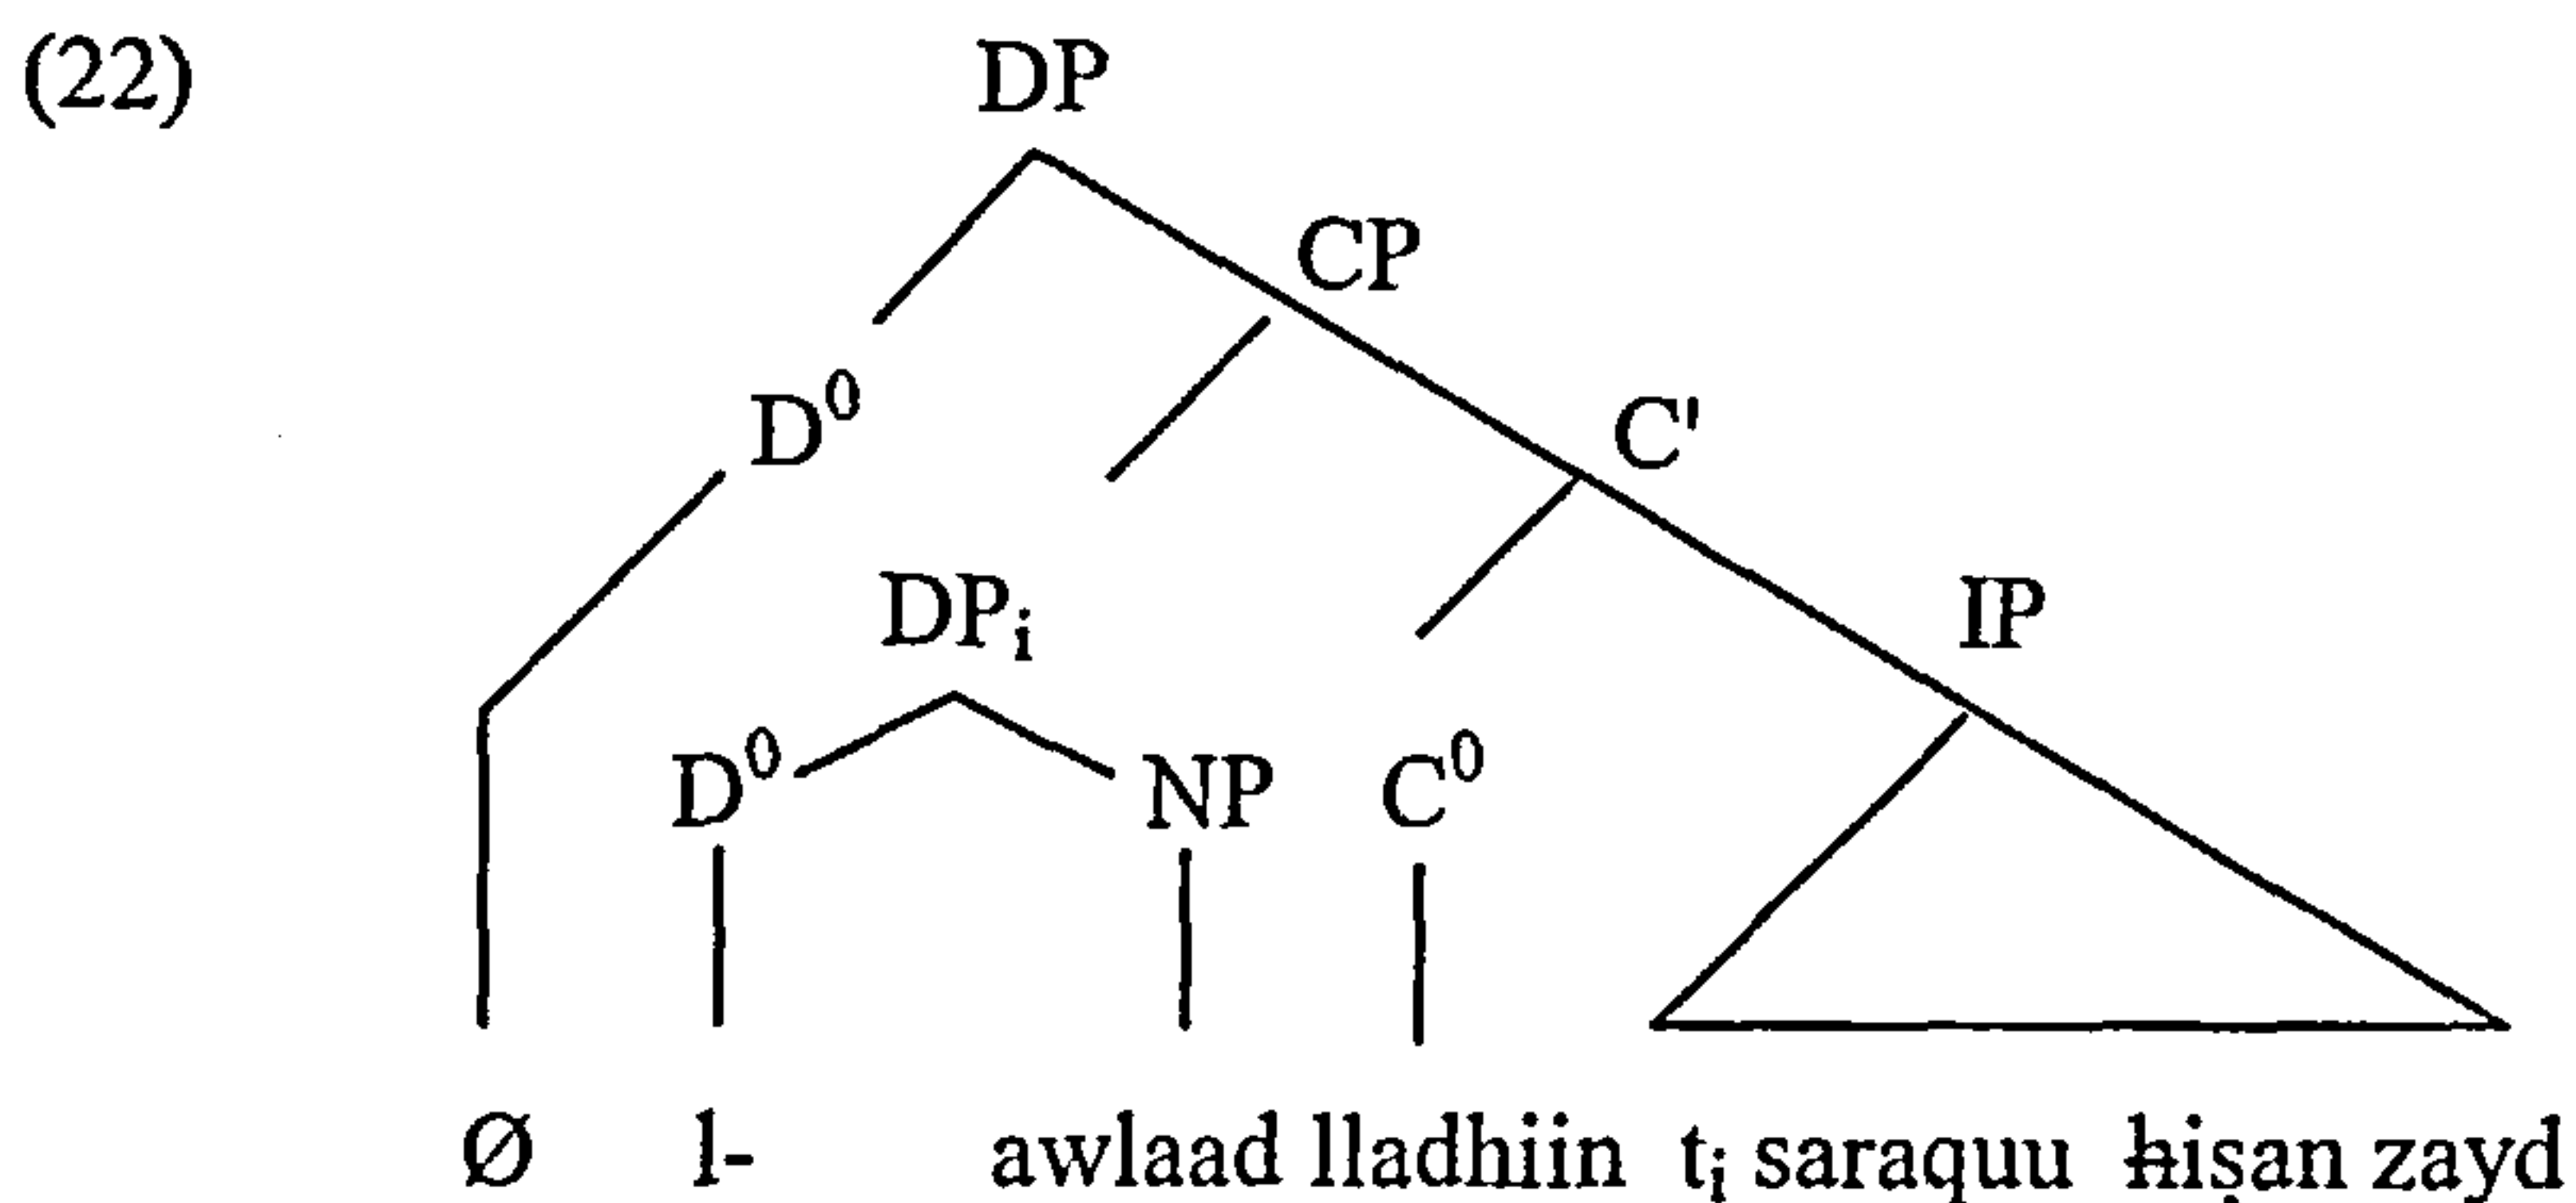 (22)
DP
CP
D⁰ C'
DPᵢ IP
D⁰ NP C⁰
Ø l- awlaad lladhiin tᵢ saraquu ħiṣan zayd